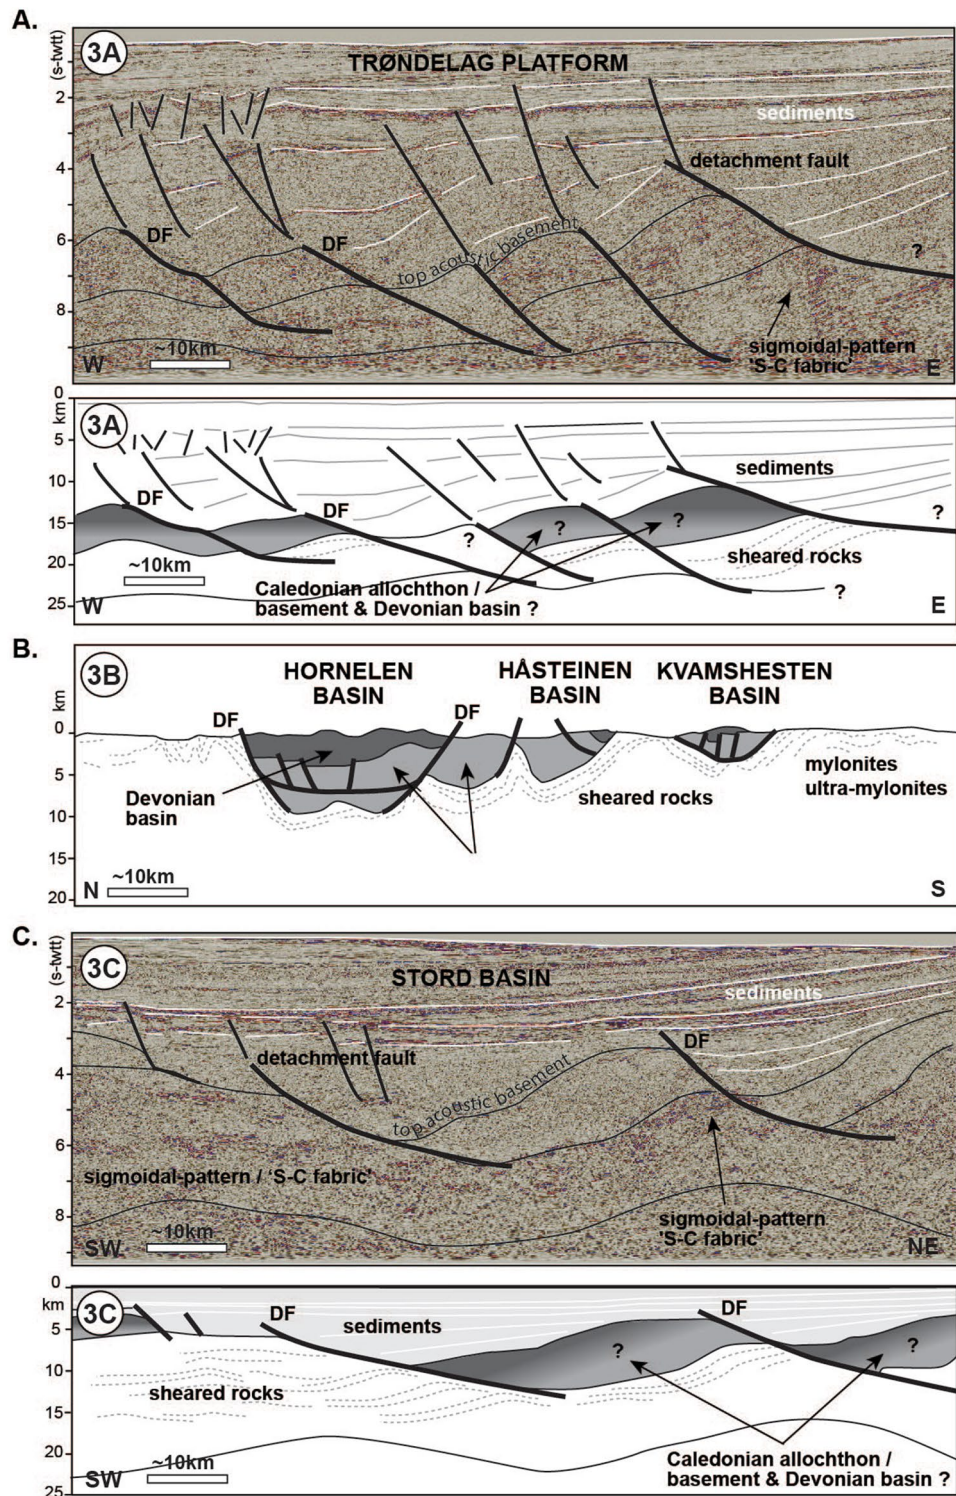 A.
3A
(s-twtt)
TRØNDELAG PLATFORM
2
sediments
4
detachment fault
DF
DF
6
top acoustic basement
?
8
sigmoidal-pattern
'S-C fabric'
~10km
W
E
0
km
3A
5
10
sediments
DF
DF
15
?
?
?
?
sheared rocks
20
~10km
Caledonian allochthon /
basement & Devonian basin ?
?
25
W
E
B.
3B
km
HORNELEN
BASIN
HÅSTEINEN
BASIN
KVAMSHESTEN
BASIN
DF
DF
0
5
Devonian
basin
sheared rocks
mylonites
ultra-mylonites
10
15
~10km
20
N
S
C.
3C
(s-twtt)
STORD BASIN
sediments
2
DF
detachment fault
4
top acoustic basement
6
sigmoidal-pattern / 'S-C fabric'
8
~10km
sigmoidal-pattern
'S-C fabric'
SW
NE
0
km
3C
DF
DF
5
sediments
?
?
10
sheared rocks
15
20
~10km
Caledonian allochthon /
basement & Devonian basin ?
SW
25